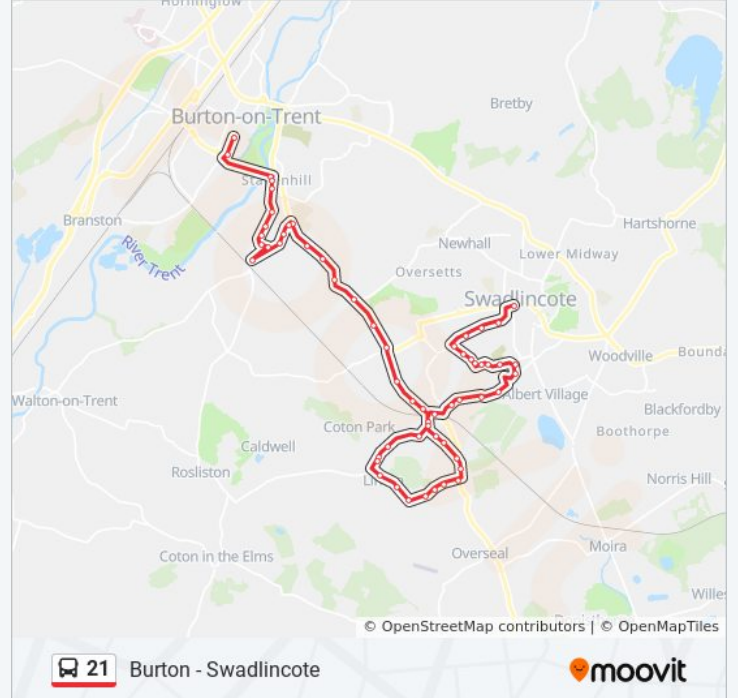 Horninglow
Burton-on-Trent
Bretby
Branston
River Trent
Hartshorne
Newhall
Lower Midway
Oversetts
Swadlincote
Woodville
Albert Village
Walton-on-Trent
Blackfordby
Coton Park
Boothorpe
Caldwell
Rosliston
Norris Hill
Coton in the Elms
Overseal
Moira
© OpenStreetMap contributors | © OpenMapTiles
21 Burton - Swadlincote
moovit